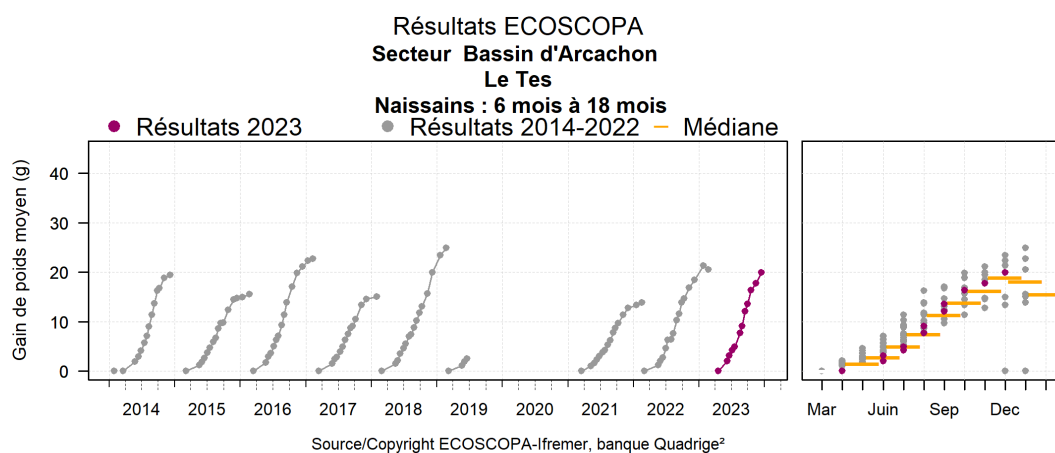 Résultats ECOSCOPA
Secteur Bassin d'Arcachon
Le Tes
Naissains : 6 mois à 18 mois
Résultats 2023 Résultats 2014-2022 Médiane
Gain de poids moyen (g)
40
30
20
10
0
2014 2015 2016 2017 2018 2019 2020 2021 2022 2023
Mar Juin Sep Dec
Source/Copyright ECOSCOPA-Ifremer, banque Quadrige²